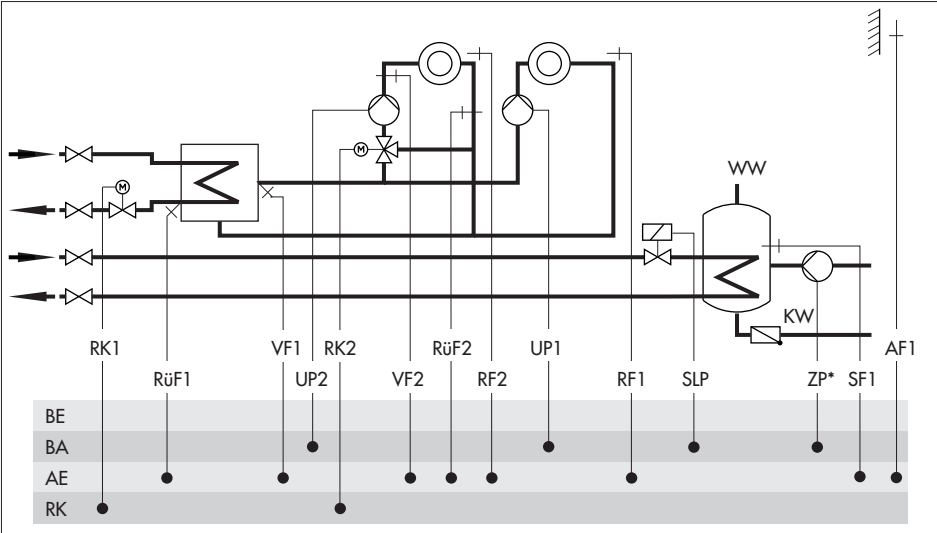 WW
M
M
KW
RK1 VF1 RK2 RüF2 UP1 AF1
RüF1 UP2 VF2 RF2 RF1 SLP ZP* SF1
BE
BA
AE
RK